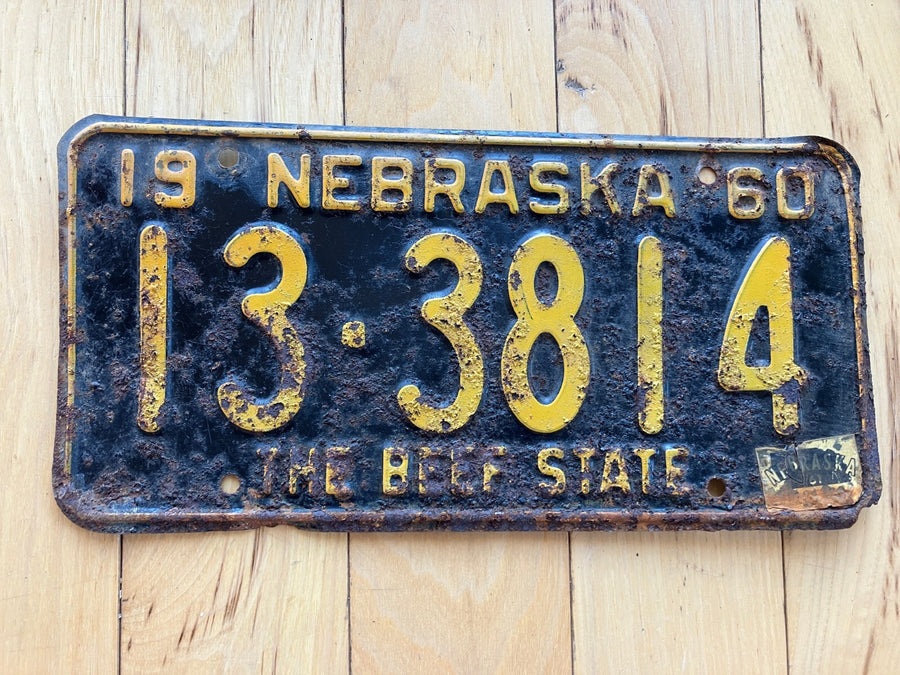 19 NEBRASKA 60
13·3814
THE BEEF STATE
NEBRASKA